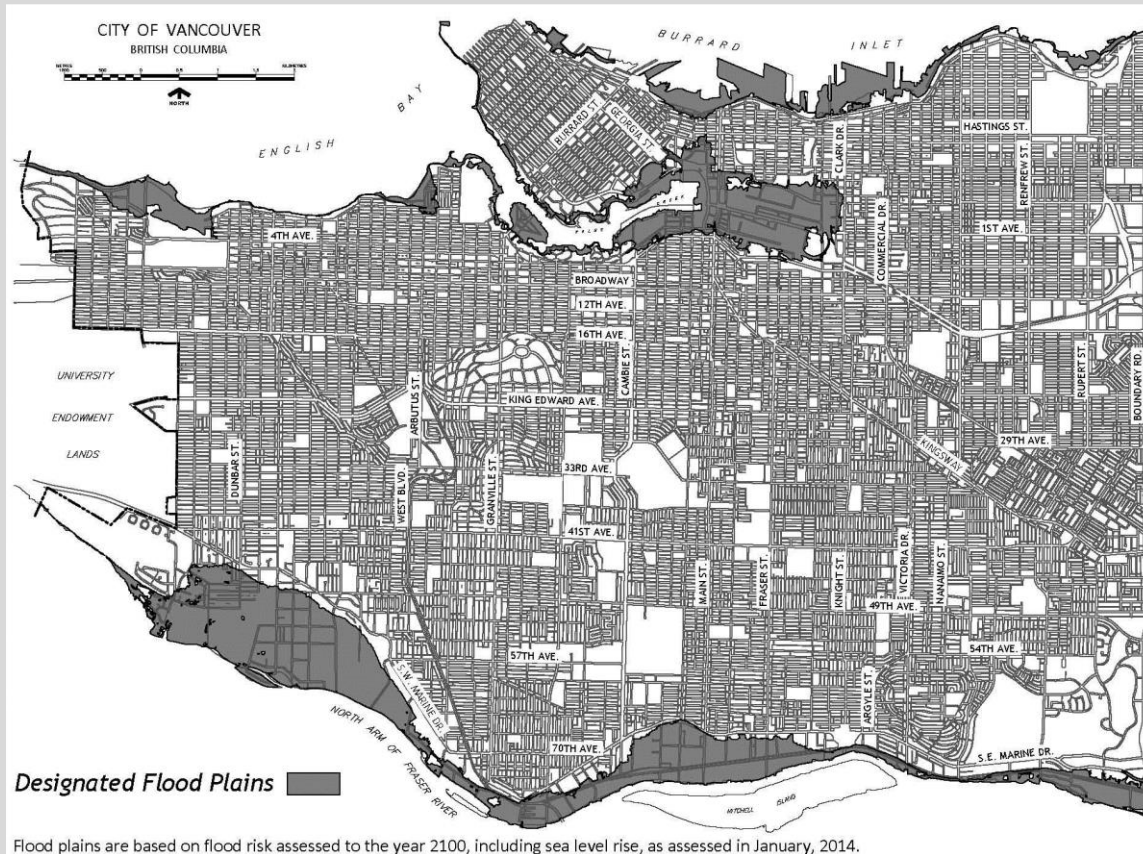 CITY OF VANCOUVER
BRITISH COLUMBIA
NORTH
BURRARD INLET
ENGLISH BAY
BURRARD ST.
GEORGIA ST.
HASTINGS ST.
CLARK DR.
RENFREW ST.
COMMERCIAL DR.
1ST AVE.
4TH AVE.
FALSE CREEK
BROADWAY
12TH AVE.
16TH AVE.
CAMBIE ST.
RUPERT ST.
BOUNDARY RD.
UNIVERSITY
ENDOWMENT
LANDS
ARBUTUS ST.
KING EDWARD AVE.
29TH AVE.
KINGSWAY
DUNBAR ST.
WEST BLVD.
GRANVILLE ST.
33RD AVE.
41ST AVE.
MAIN ST.
FRASER ST.
KNIGHT ST.
VICTORIA DR.
NANAIMO ST.
49TH AVE.
57TH AVE.
54TH AVE.
S.W. MARINE DR.
ARGYLE ST.
NORTH ARM OF FRASER RIVER
70TH AVE.
S.E. MARINE DR.
MITCHELL ISLAND
Designated Flood Plains
Flood plains are based on flood risk assessed to the year 2100, including sea level rise, as assessed in January, 2014.